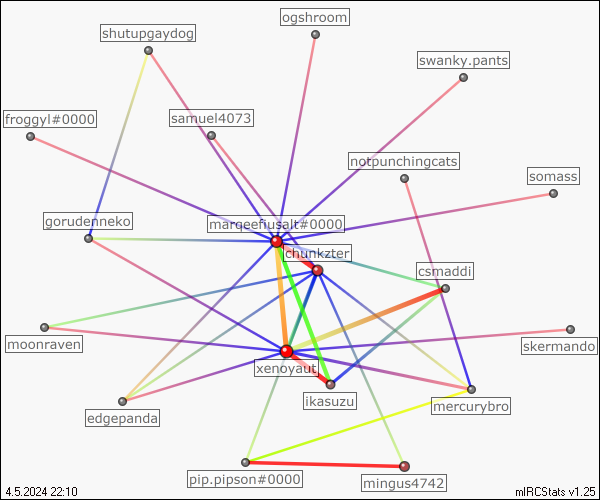 ogshroom
shutupgaydog
swanky.pants
froggyl#0000
samuel4073
notpunchingcats
somass
gorudenneko
marqeefiusalt#0000
chunkzter
csmaddi
moonraven
skermando
xenoyaut
ikasuzu
mercurybro
edgepanda
pip.pipson#0000
mingus4742
4.5.2024 22:10
mIRCStats v1.25